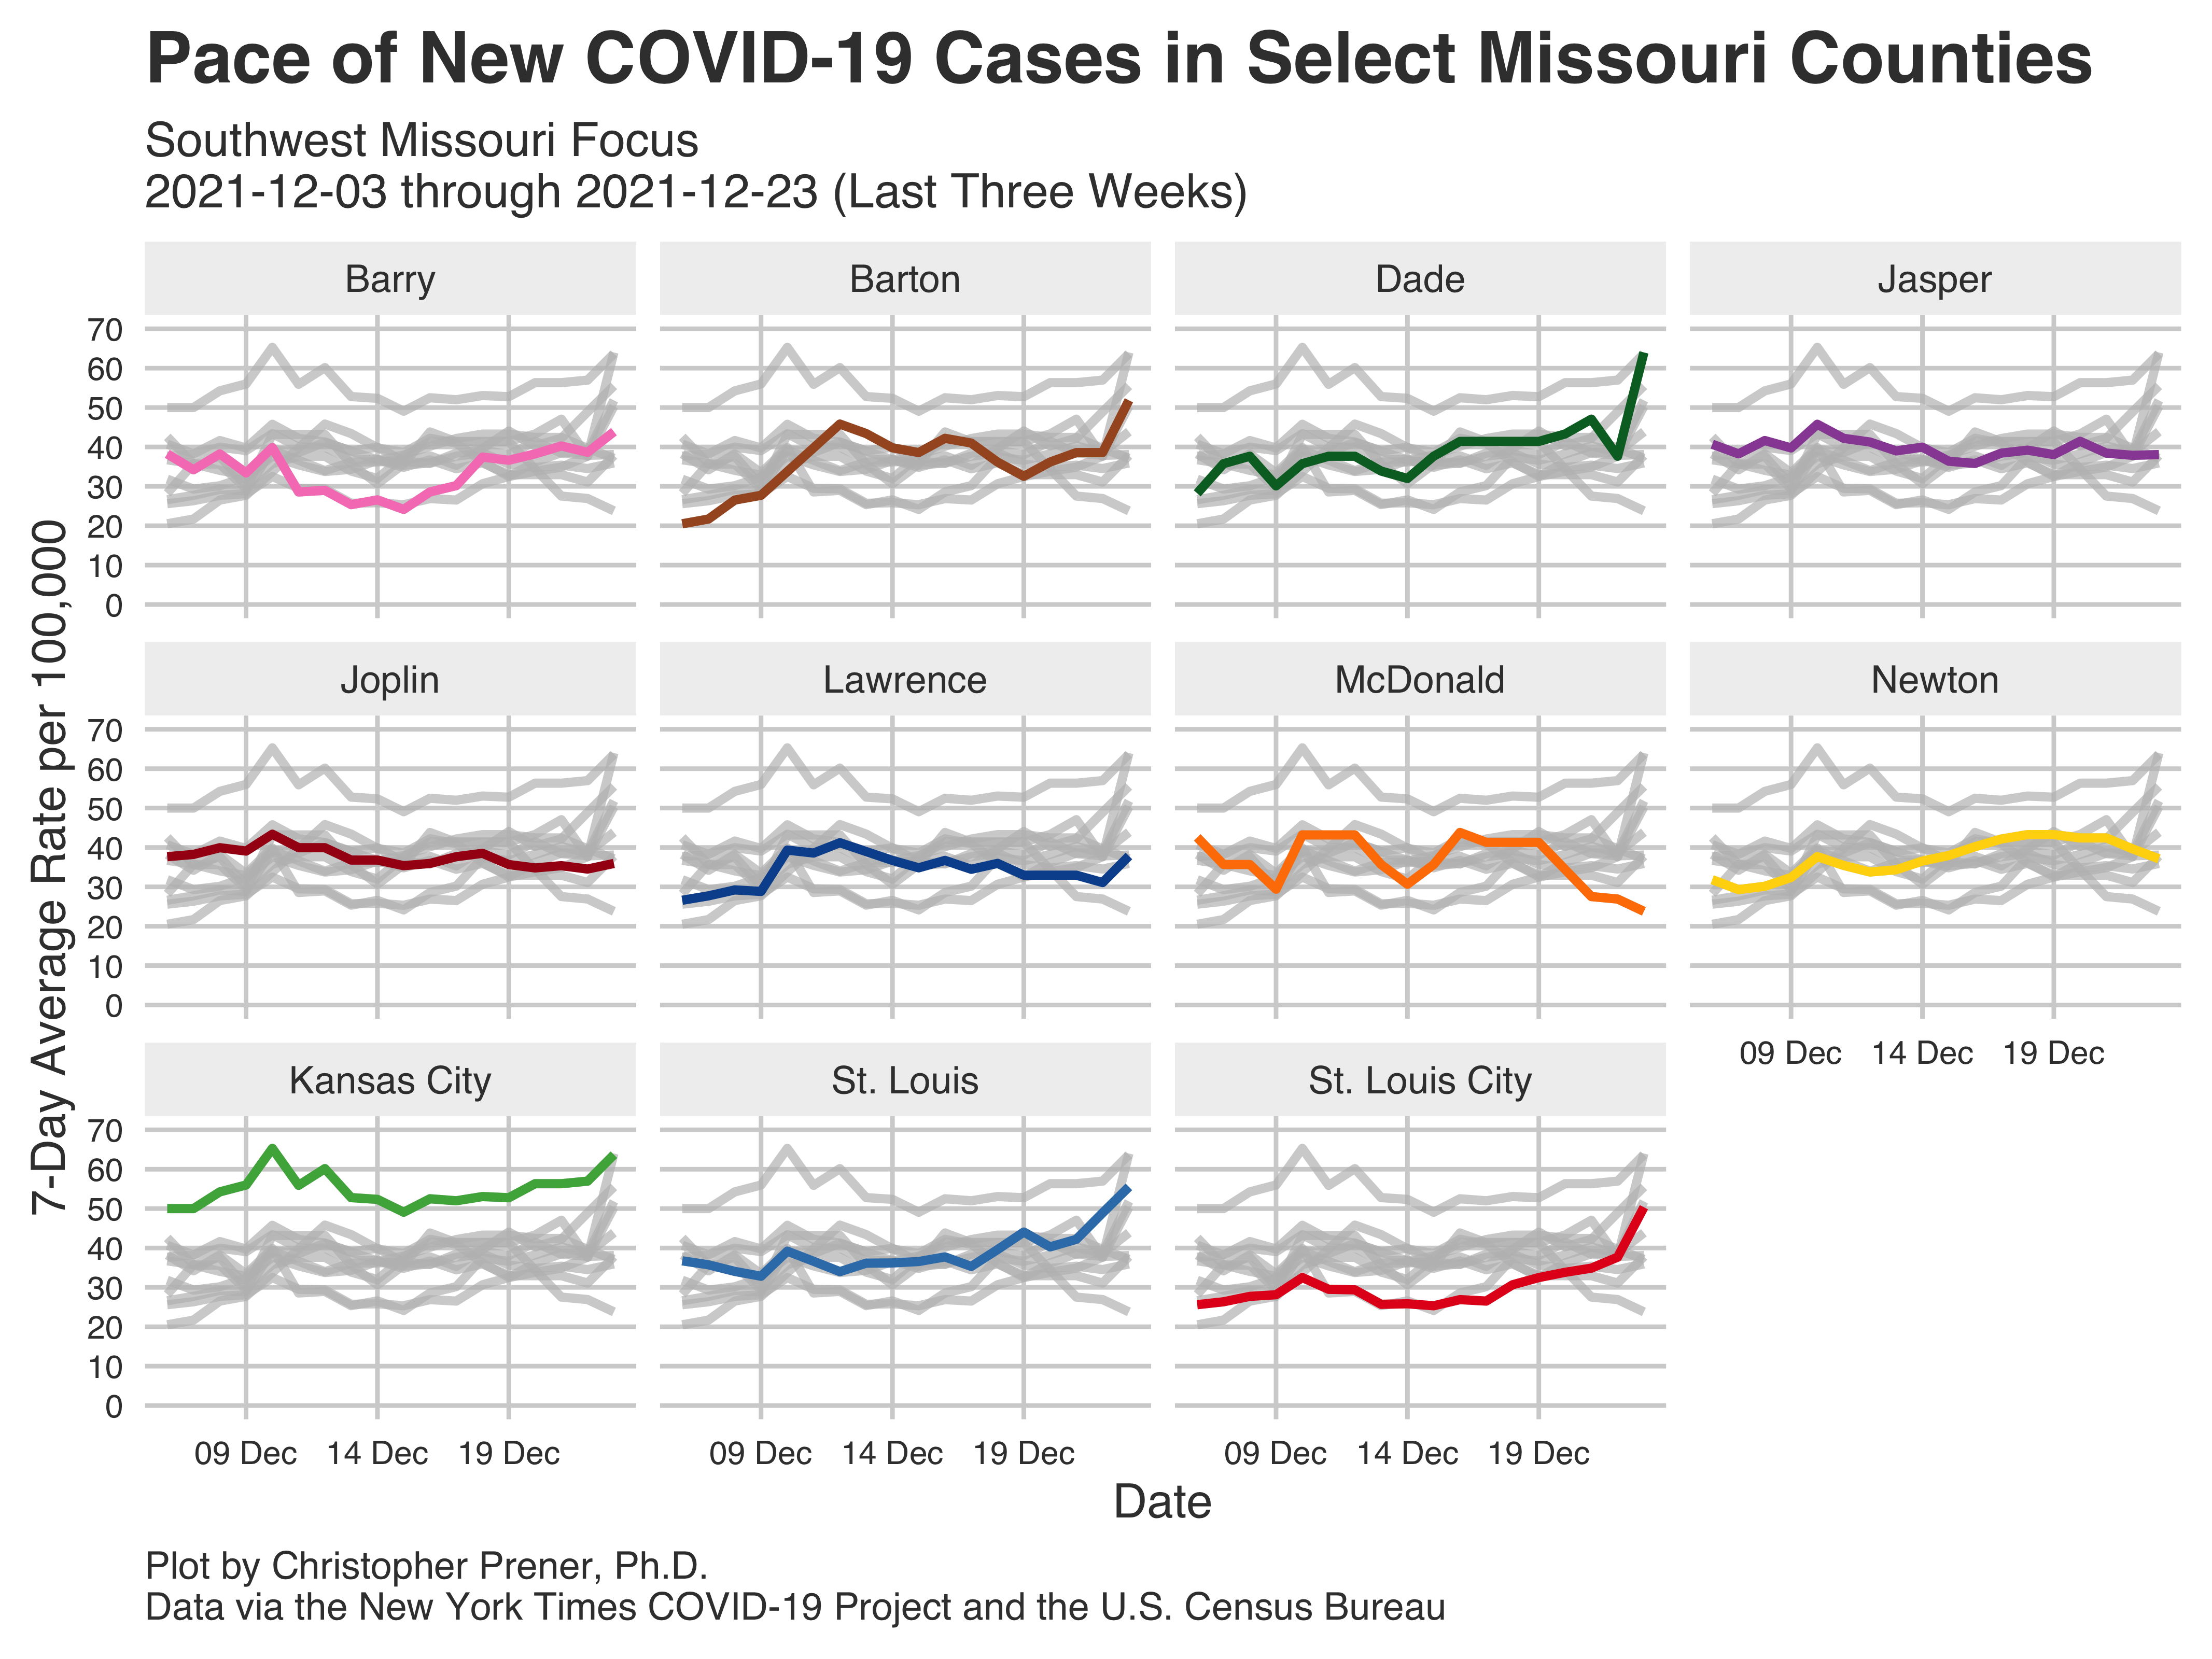 Pace of New COVID-19 Cases in Select Missouri Counties
Southwest Missouri Focus
2021-12-03 through 2021-12-23 (Last Three Weeks)
7-Day Average Rate per 100,000
Barry
Barton
Dade
Jasper
70
60
50
40
30
20
10
0
Joplin
Lawrence
McDonald
Newton
70
60
50
40
30
20
10
0
09 Dec
14 Dec
19 Dec
Kansas City
St. Louis
St. Louis City
70
60
50
40
30
20
10
0
09 Dec
14 Dec
19 Dec
09 Dec
14 Dec
19 Dec
09 Dec
14 Dec
19 Dec
Date
Plot by Christopher Prener, Ph.D.
Data via the New York Times COVID-19 Project and the U.S. Census Bureau